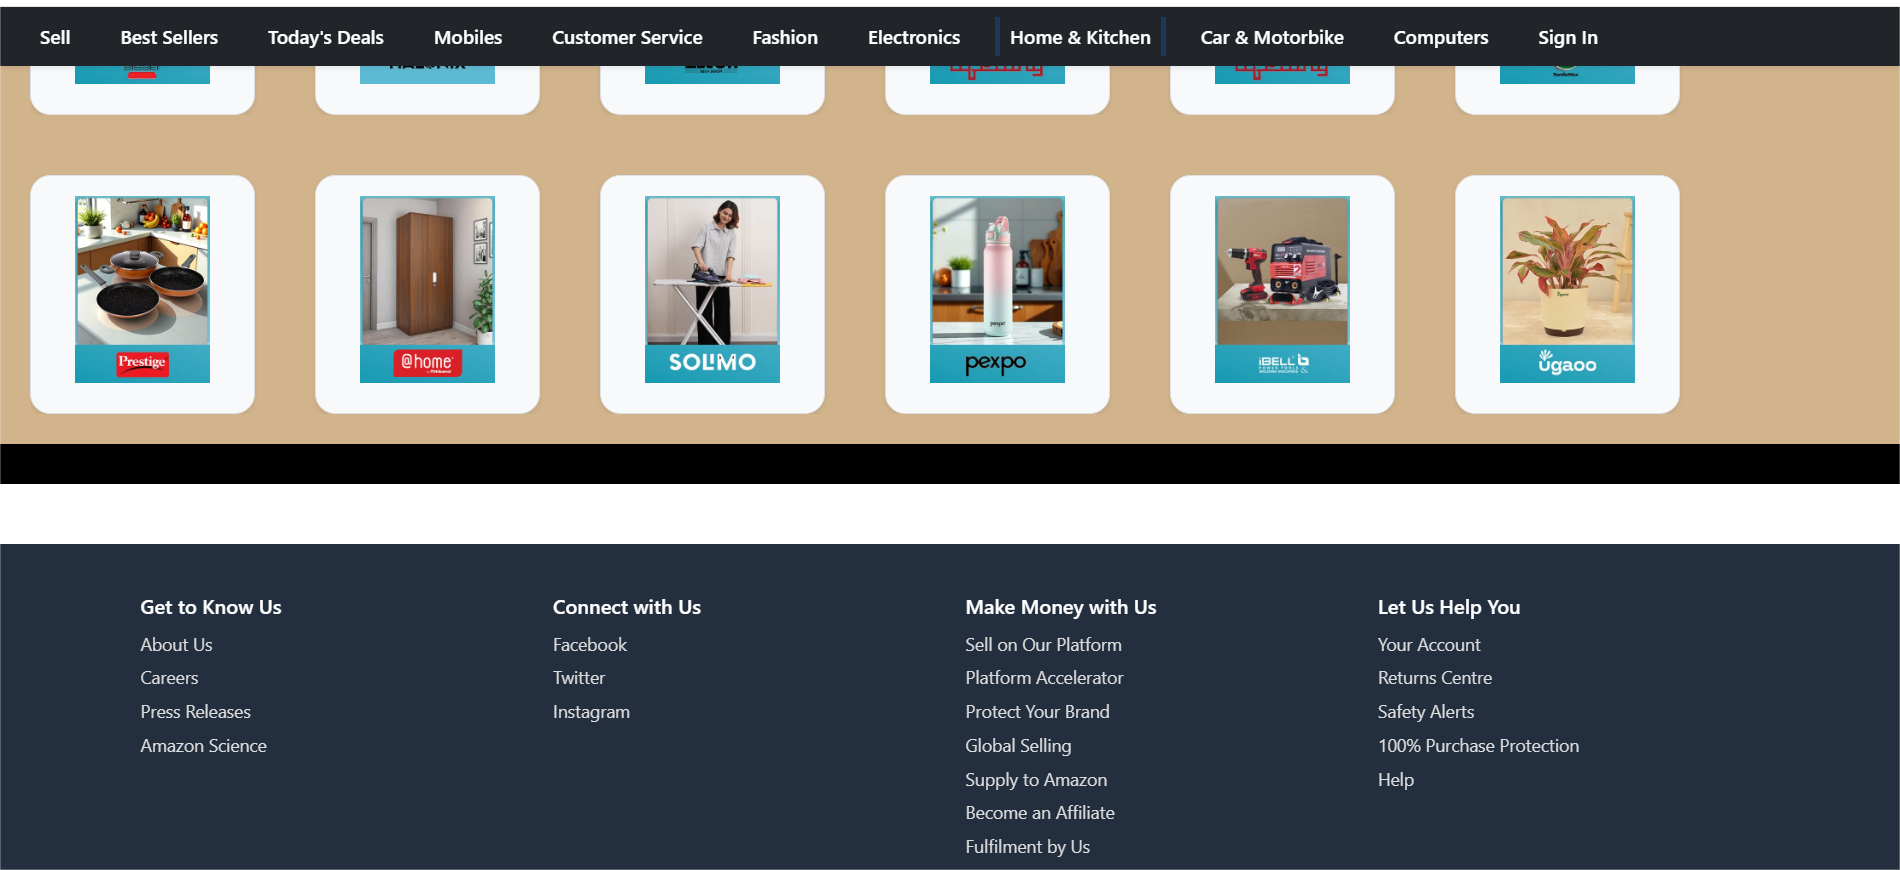 Sell Best Sellers Today's Deals Mobiles Customer Service Fashion Electronics Home & Kitchen Car & Motorbike Computers Sign In
Prestige @home SOLIMO pexpo iBELL ugaoo
POWER TOOLS
WELDING MACHINES
Get to Know Us
About Us
Careers
Press Releases
Amazon Science
Connect with Us
Facebook
Twitter
Instagram
Make Money with Us
Sell on Our Platform
Platform Accelerator
Protect Your Brand
Global Selling
Supply to Amazon
Become an Affiliate
Fulfilment by Us
Let Us Help You
Your Account
Returns Centre
Safety Alerts
100% Purchase Protection
Help